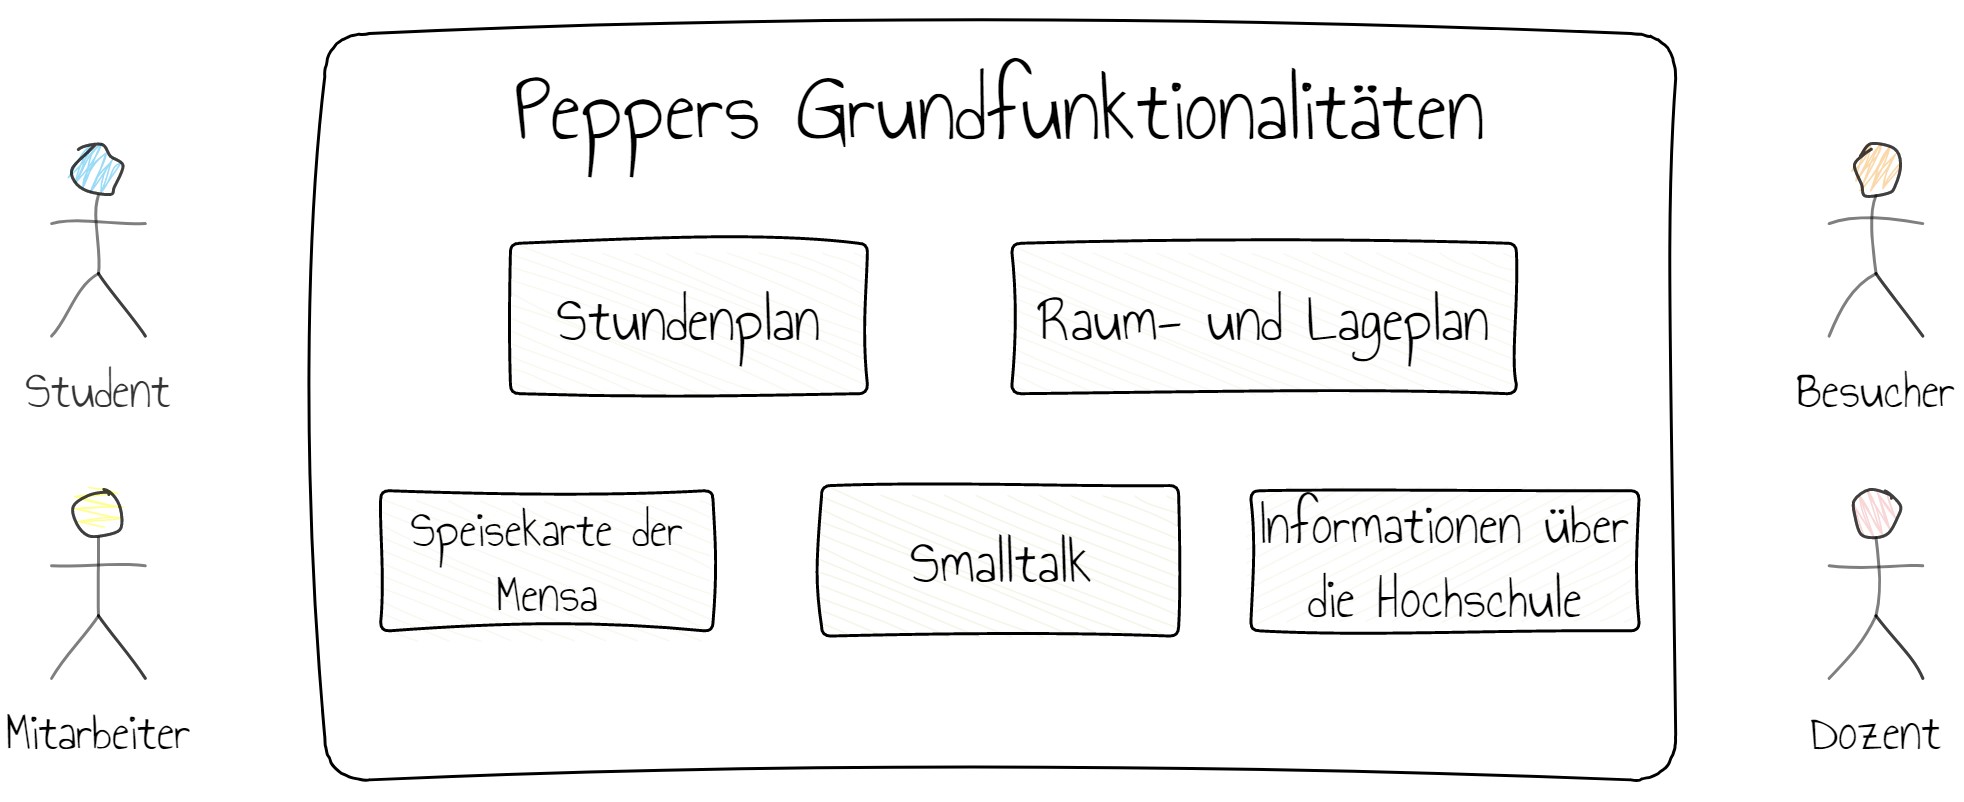 Peppers Grundfunktionalitäten
Stundenplan
Raum- und Lageplan
Student
Besucher
Speisekarte der
Mensa
Smalltalk
Informationen über
die Hochschule
Mitarbeiter
Dozent